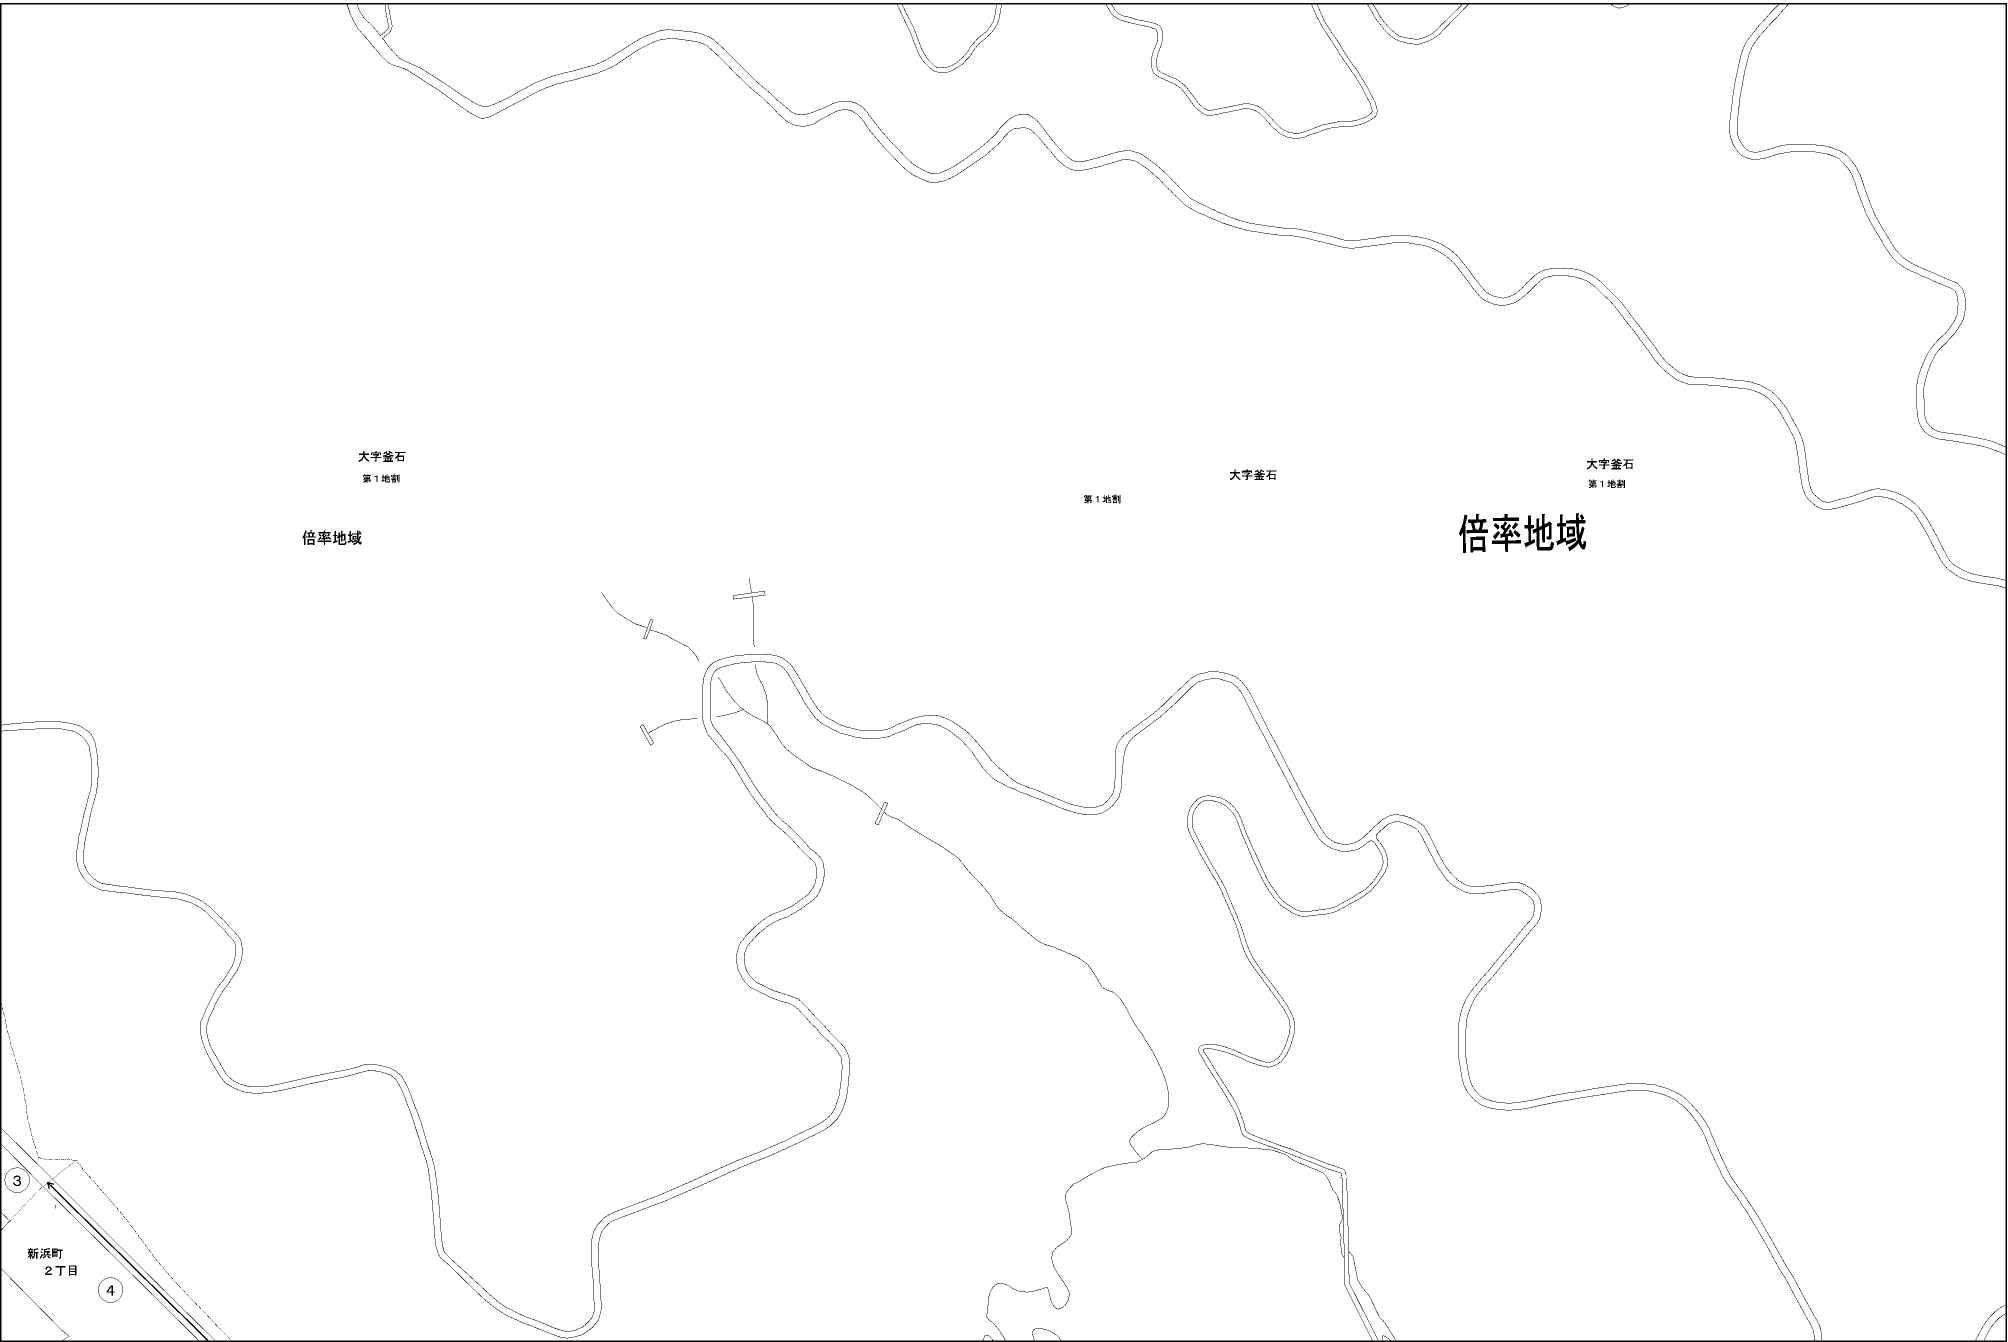 大字釜石
第1地割
倍率地域
第1地割
大字釜石
大字釜石
第1地割
倍率地域
3
新浜町
2丁目
4